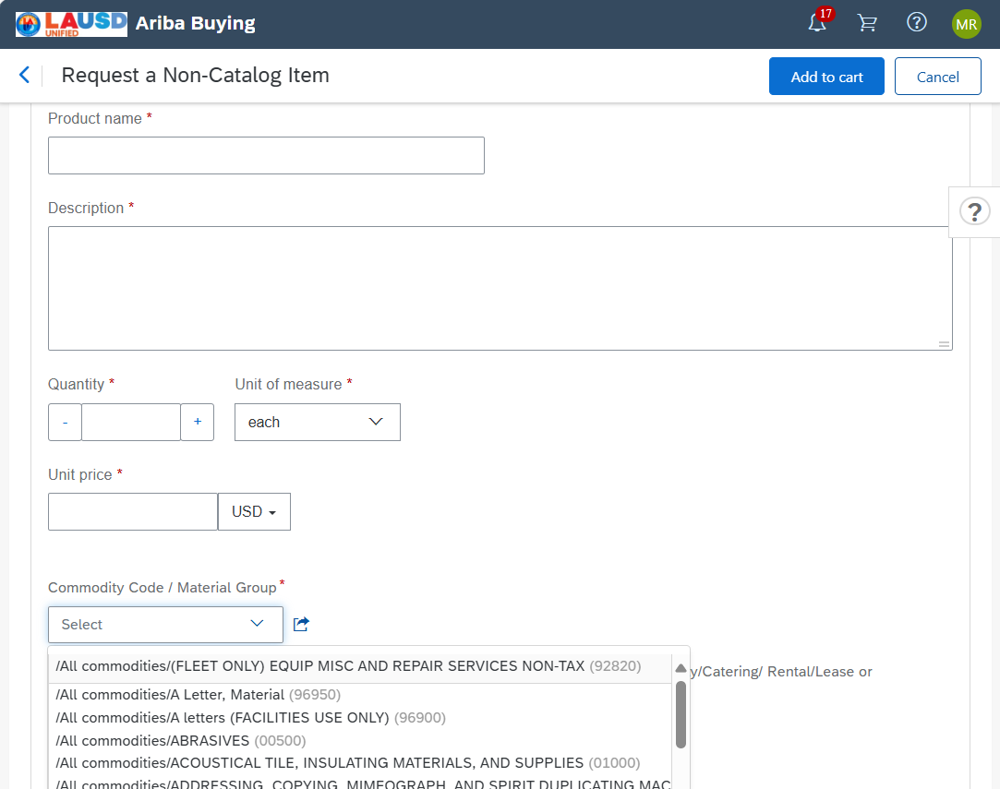 LAUSD UNIFIED Ariba Buying 17 MR
Request a Non-Catalog Item Add to cart Cancel
Product name *
Description *
?
Quantity * Unit of measure *
- + each
Unit price *
USD
Commodity Code / Material Group *
Select
/All commodities/(FLEET ONLY) EQUIP MISC AND REPAIR SERVICES NON-TAX (92820) y/Catering/ Rental/Lease or
/All commodities/A Letter, Material (96950)
/All commodities/A letters (FACILITIES USE ONLY) (96900)
/All commodities/ABRASIVES (00500)
/All commodities/ACOUSTICAL TILE, INSULATING MATERIALS, AND SUPPLIES (01000)
/All commodities/ADDRESSING, COPYING, MIMEOGRAPH, AND SPIRIT DUPLICATING MAC